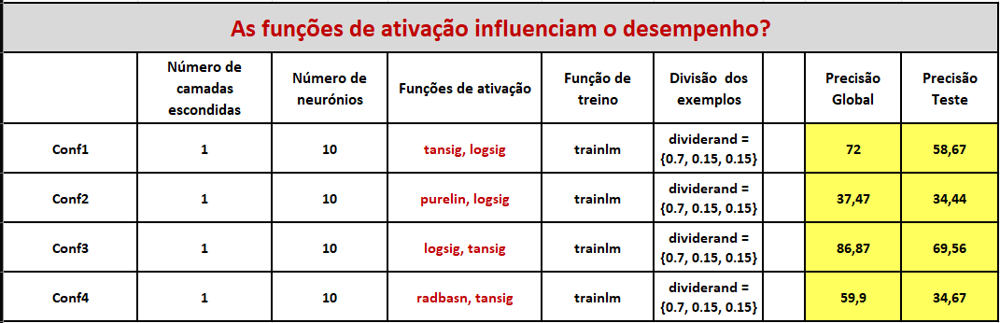 As funções de ativação influenciam o desempenho?
Número de camadas escondidas Número de neurónios Funções de ativação Função de treino Divisão dos exemplos Precisão Global Precisão Teste
Conf1 1 10 tansig, logsig trainlm dividerand = {0.7, 0.15, 0.15} 72 58,67
Conf2 1 10 purelin, logsig trainlm dividerand = {0.7, 0.15, 0.15} 37,47 34,44
Conf3 1 10 logsig, tansig trainlm dividerand = {0.7, 0.15, 0.15} 86,87 69,56
Conf4 1 10 radbasn, tansig trainlm dividerand = {0.7, 0.15, 0.15} 59,9 34,67